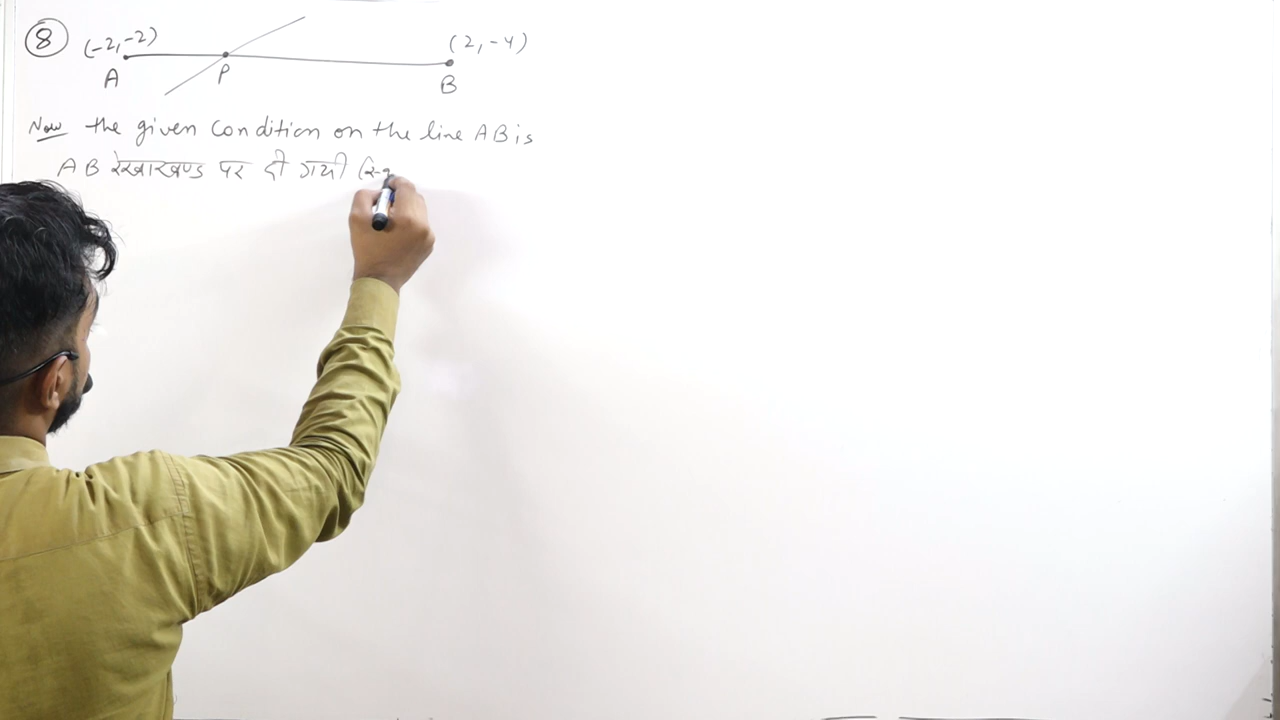 8
(-2,-2)
(2,-4)
A
P
B
Now the given condition on the line AB is
AB रेखाखण्ड पर दी गयी